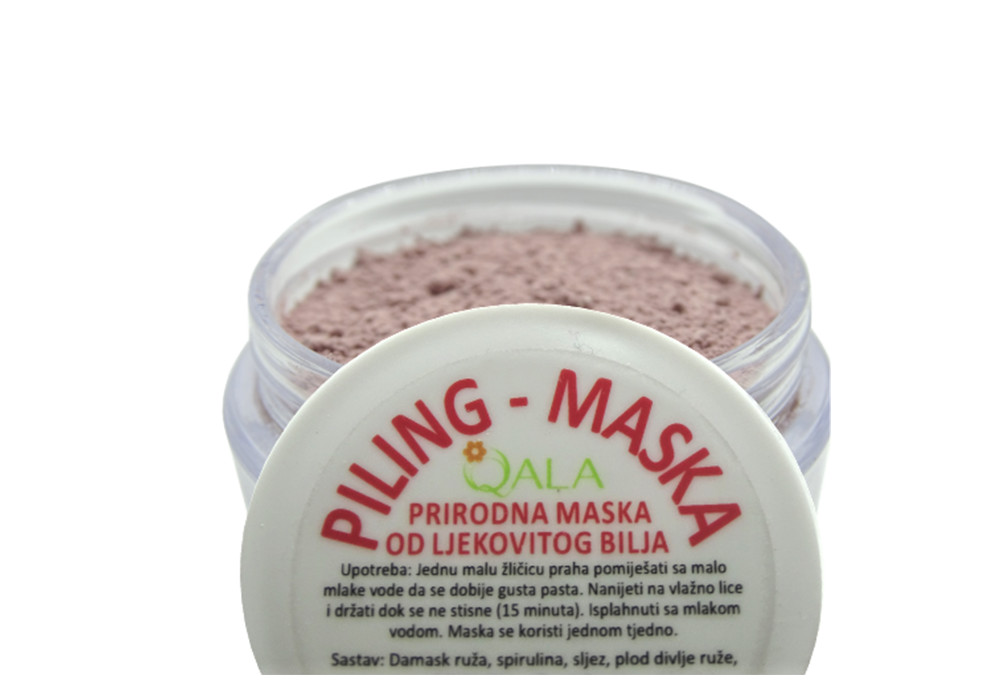 PILING - MASKA
QALA
PRIRODNA MASKA
OD LJEKOVITOG BILJA
Upotreba: Jednu malu žličicu praha pomiješati sa malo
mlake vode da se dobije gusta pasta. Nanijeti na vlažno lice
i držati dok se ne stisne (15 minuta). Isplahnuti sa mlakom
vodom. Maska se koristi jednom tjedno.
Sastav: Damask ruža, spirulina, sljez, plod divlje ruže,